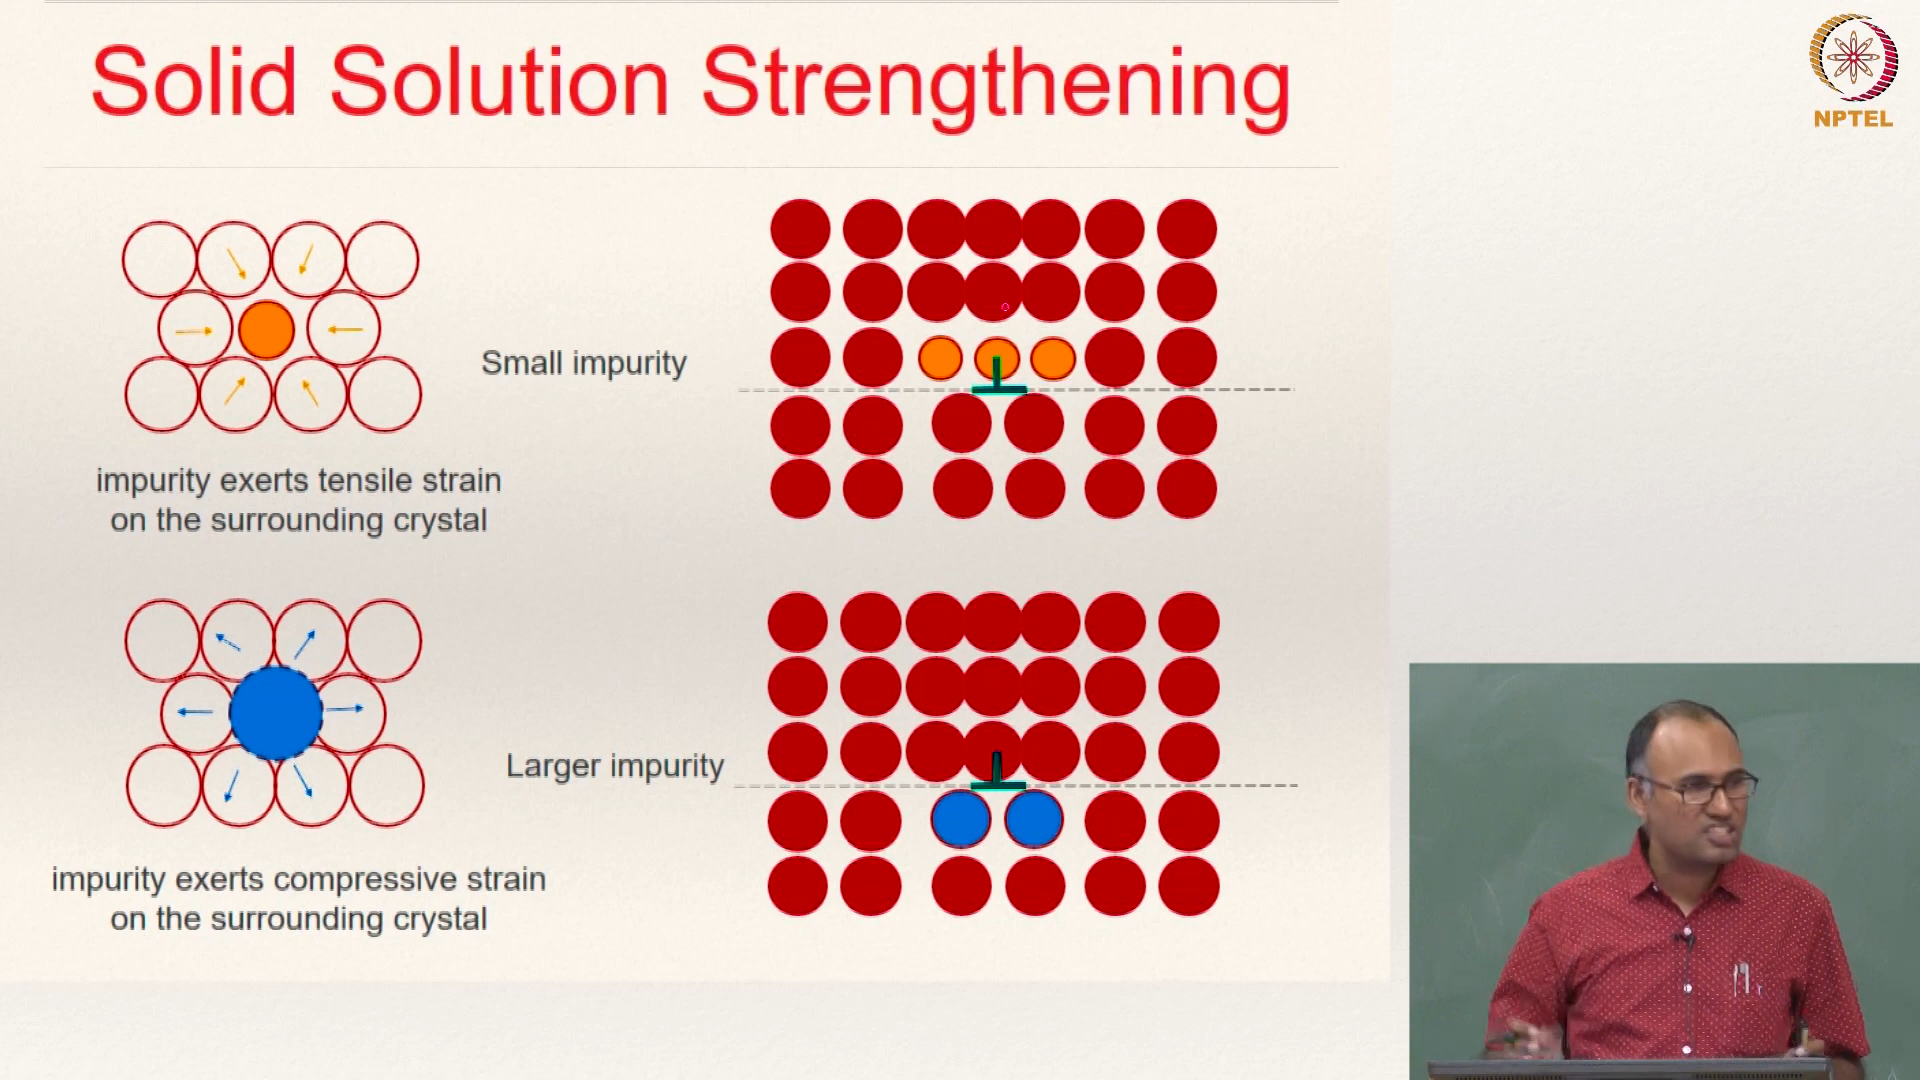 Solid Solution Strengthening
NPTEL
Small impurity
impurity exerts tensile strain
on the surrounding crystal
Larger impurity
impurity exerts compressive strain
on the surrounding crystal